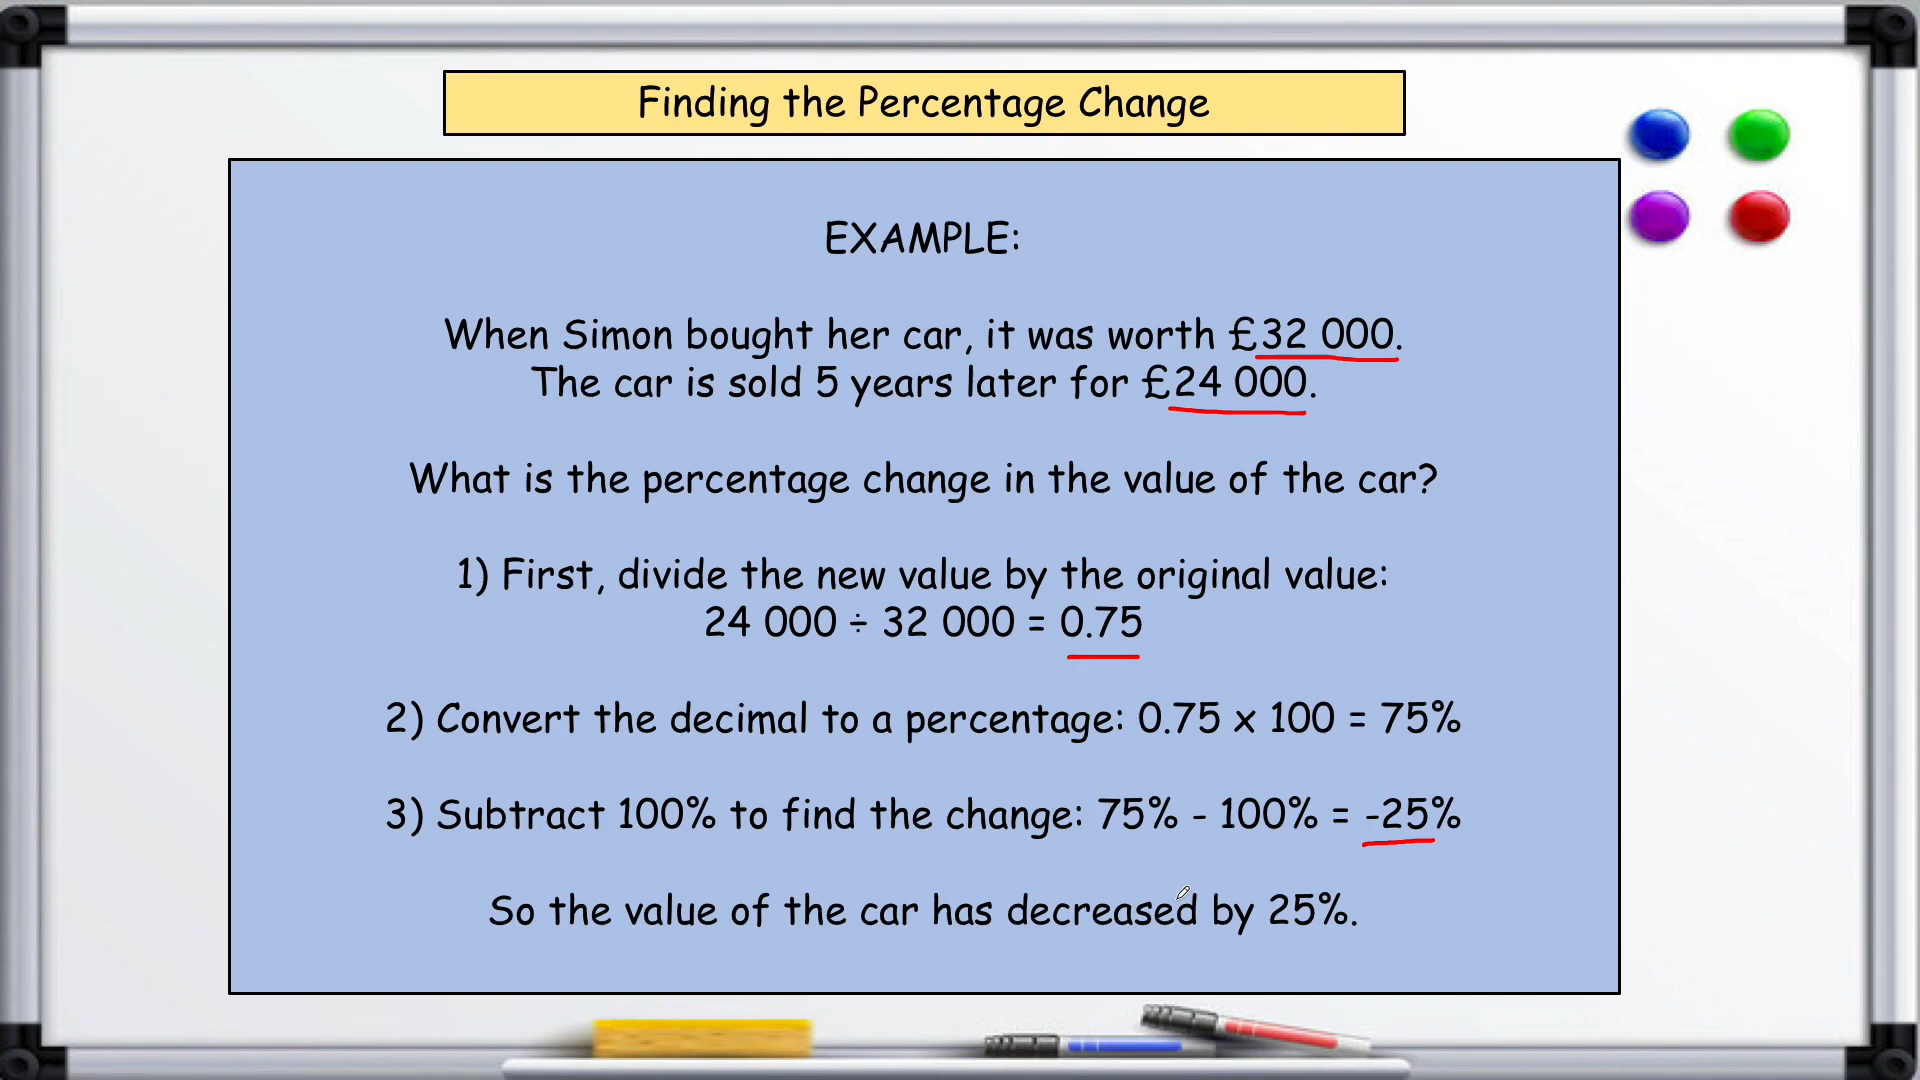 Finding the Percentage Change
EXAMPLE:
When Simon bought her car, it was worth £32 000.
The car is sold 5 years later for £24 000.
What is the percentage change in the value of the car?
1) First, divide the new value by the original value:
24 000 ÷ 32 000 = 0.75
2) Convert the decimal to a percentage: 0.75 x 100 = 75%
3) Subtract 100% to find the change: 75% - 100% = -25%
So the value of the car has decreased by 25%.